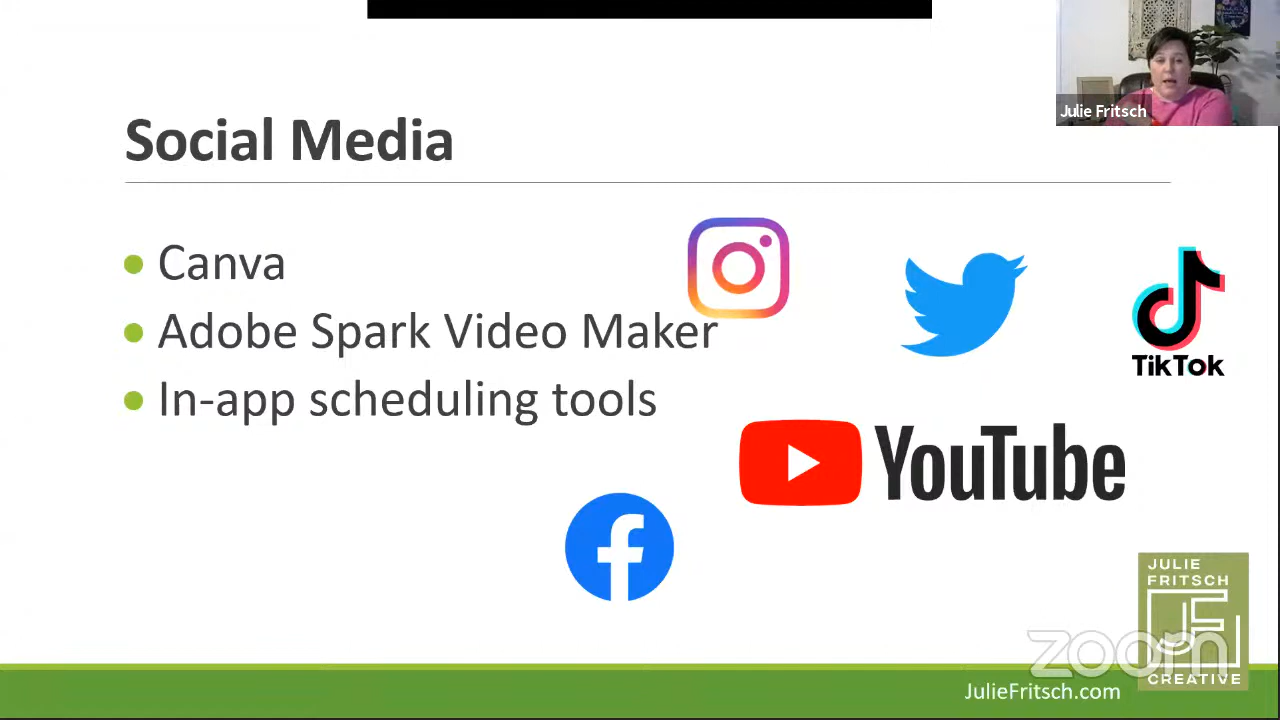 Julie Fritsch
Social Media
Canva
Adobe Spark Video Maker
In-app scheduling tools
TikTok
YouTube
JULIE
FRITSCH
JF
zoom
CREATIVE
JulieFritsch.com